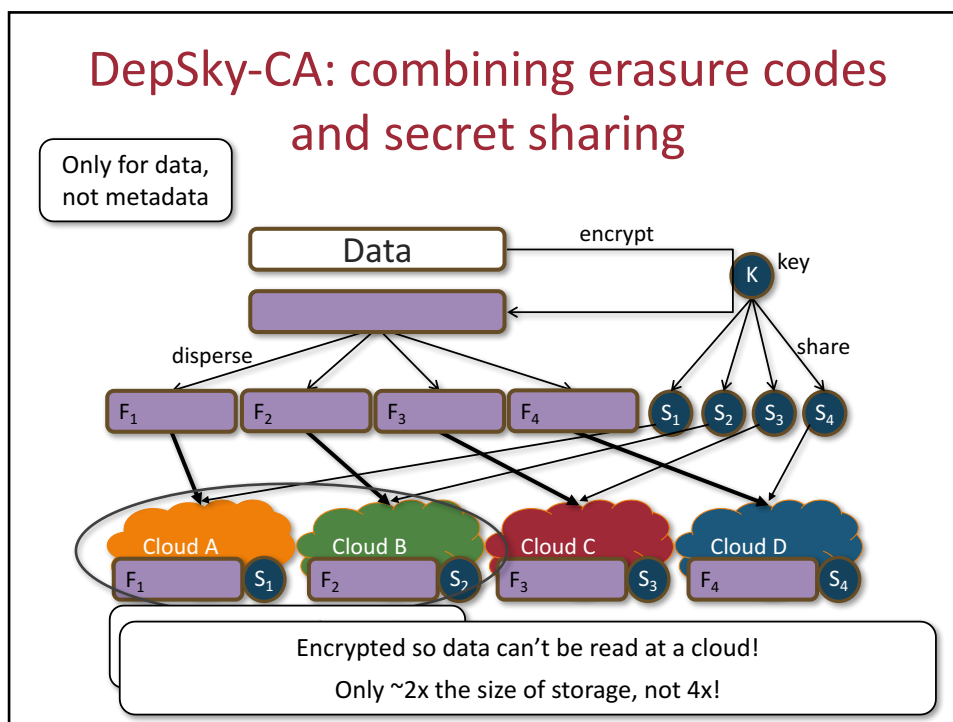 DepSky-CA: combining erasure codes
and secret sharing
Only for data,
not metadata
Data
encrypt
K
key
disperse
share
F₁
F₂
F₃
F₄
S₁
S₂
S₃
S₄
Cloud A
Cloud B
Cloud C
Cloud D
F₁
S₁
F₂
S₂
F₃
S₃
F₄
S₄
Encrypted so data can’t be read at a cloud!
Only ~2x the size of storage, not 4x!